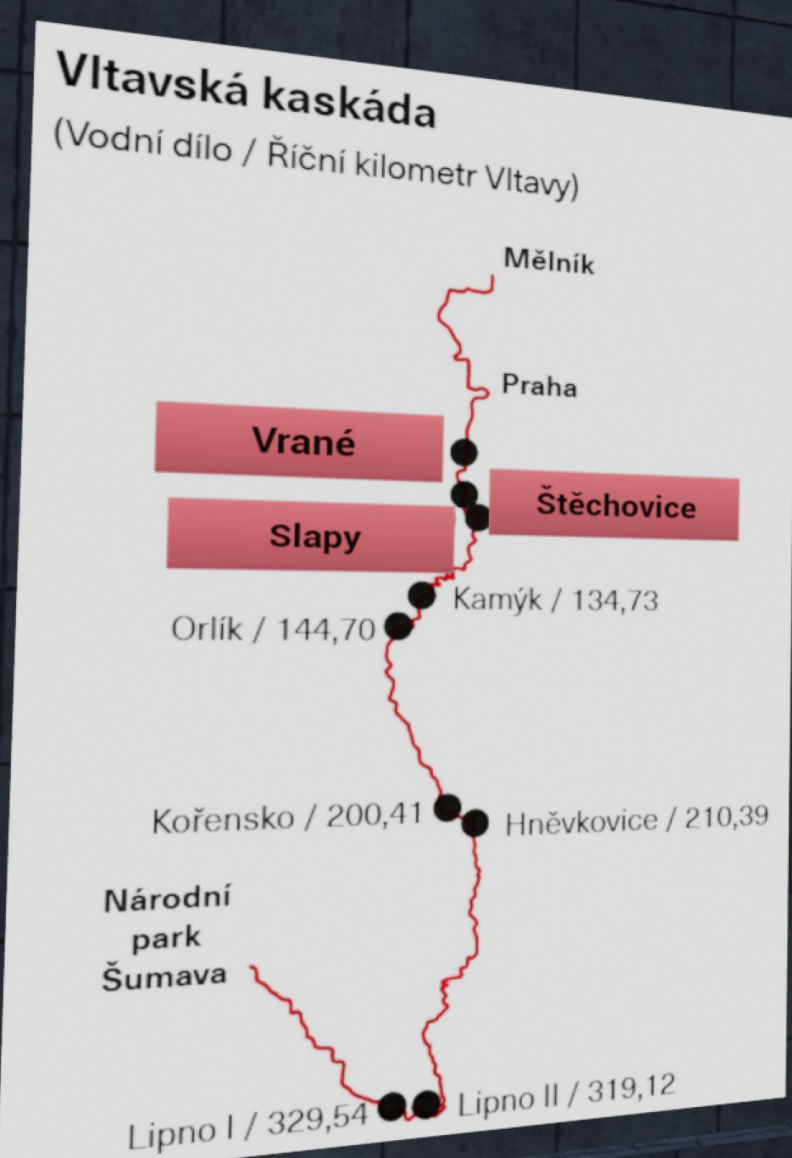 Vltavská kaskáda
(Vodní dílo / Říční kilometr Vltavy)
Mělník
Praha
Vrané
Štěchovice
Slapy
Kamýk / 134,73
Orlík / 144,70
Kořensko / 200,41
Hněvkovice / 210,39
Národní
park
Šumava
Lipno I / 329,54
Lipno II / 319,12